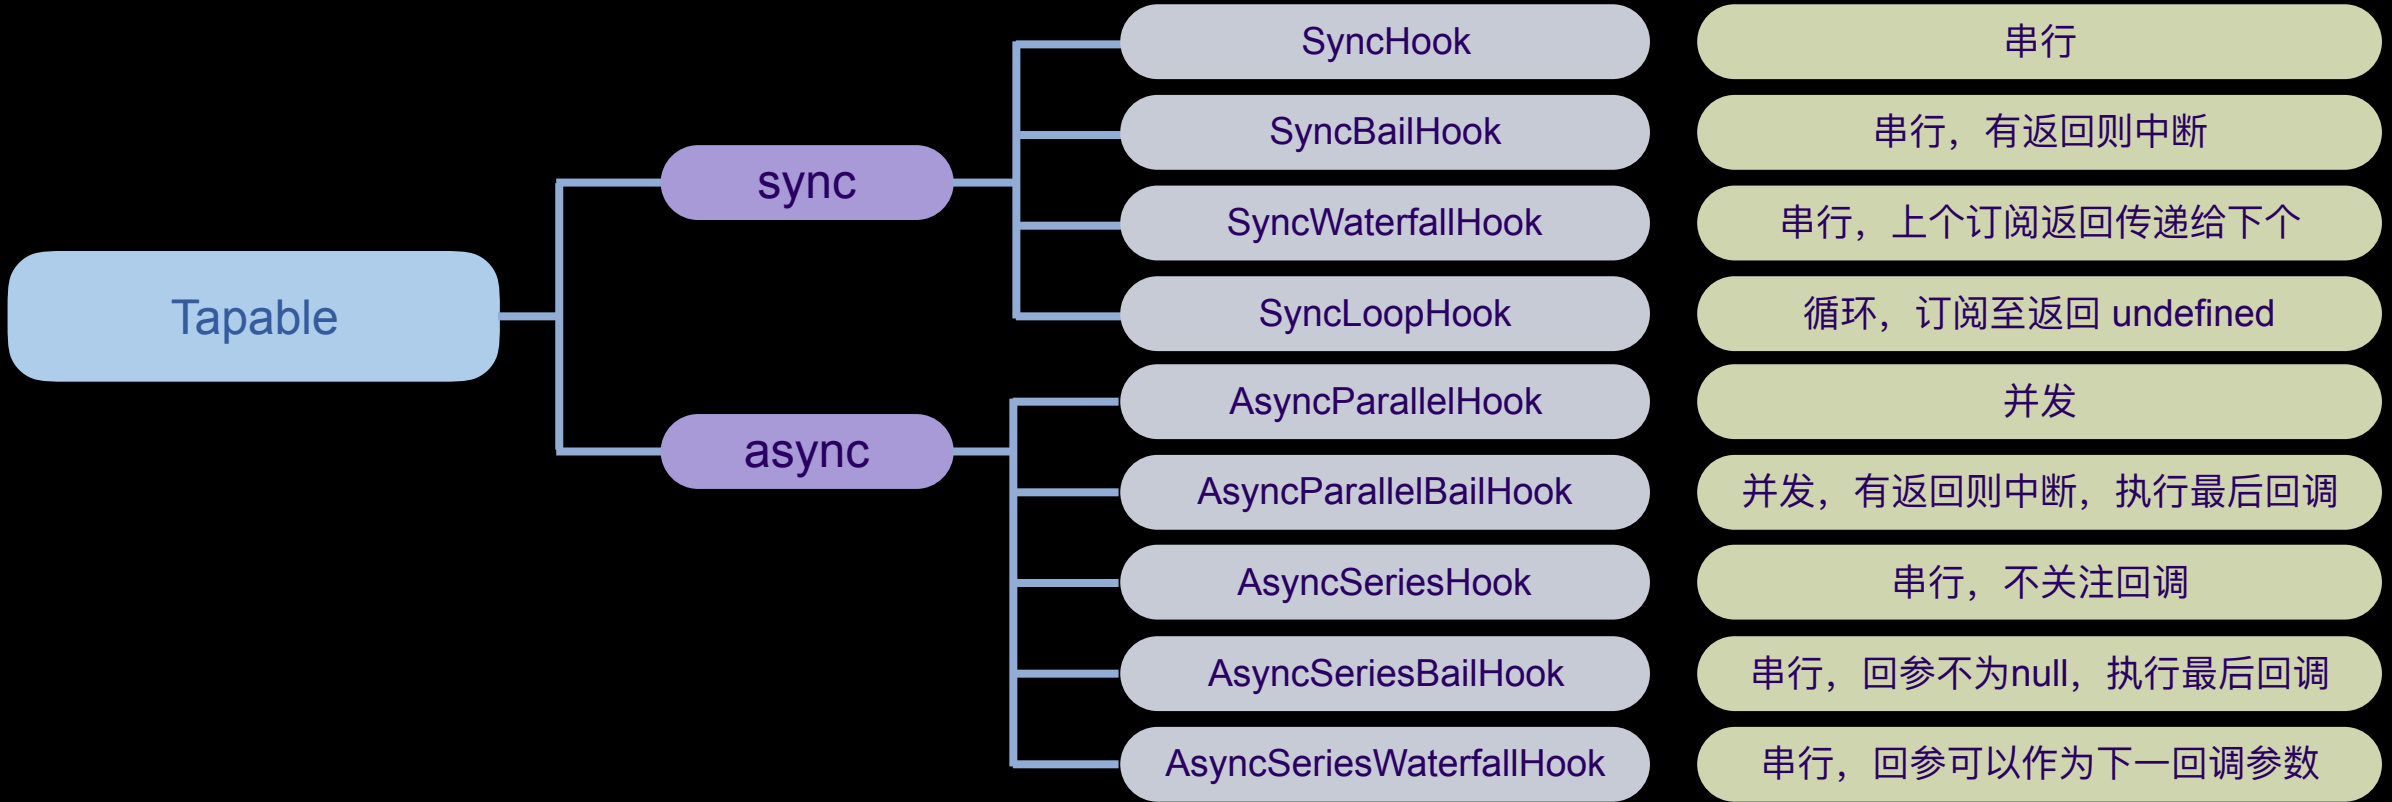 Tapable
sync
SyncHook
串行
SyncBailHook
串行，有返回则中断
SyncWaterfallHook
串行，上个订阅返回传递给下个
SyncLoopHook
循环，订阅至返回 undefined
async
AsyncParallelHook
并发
AsyncParallelBailHook
并发，有返回则中断，执行最后回调
AsyncSeriesHook
串行，不关注回调
AsyncSeriesBailHook
串行，回参不为null，执行最后回调
AsyncSeriesWaterfallHook
串行，回参可以作为下一回调参数